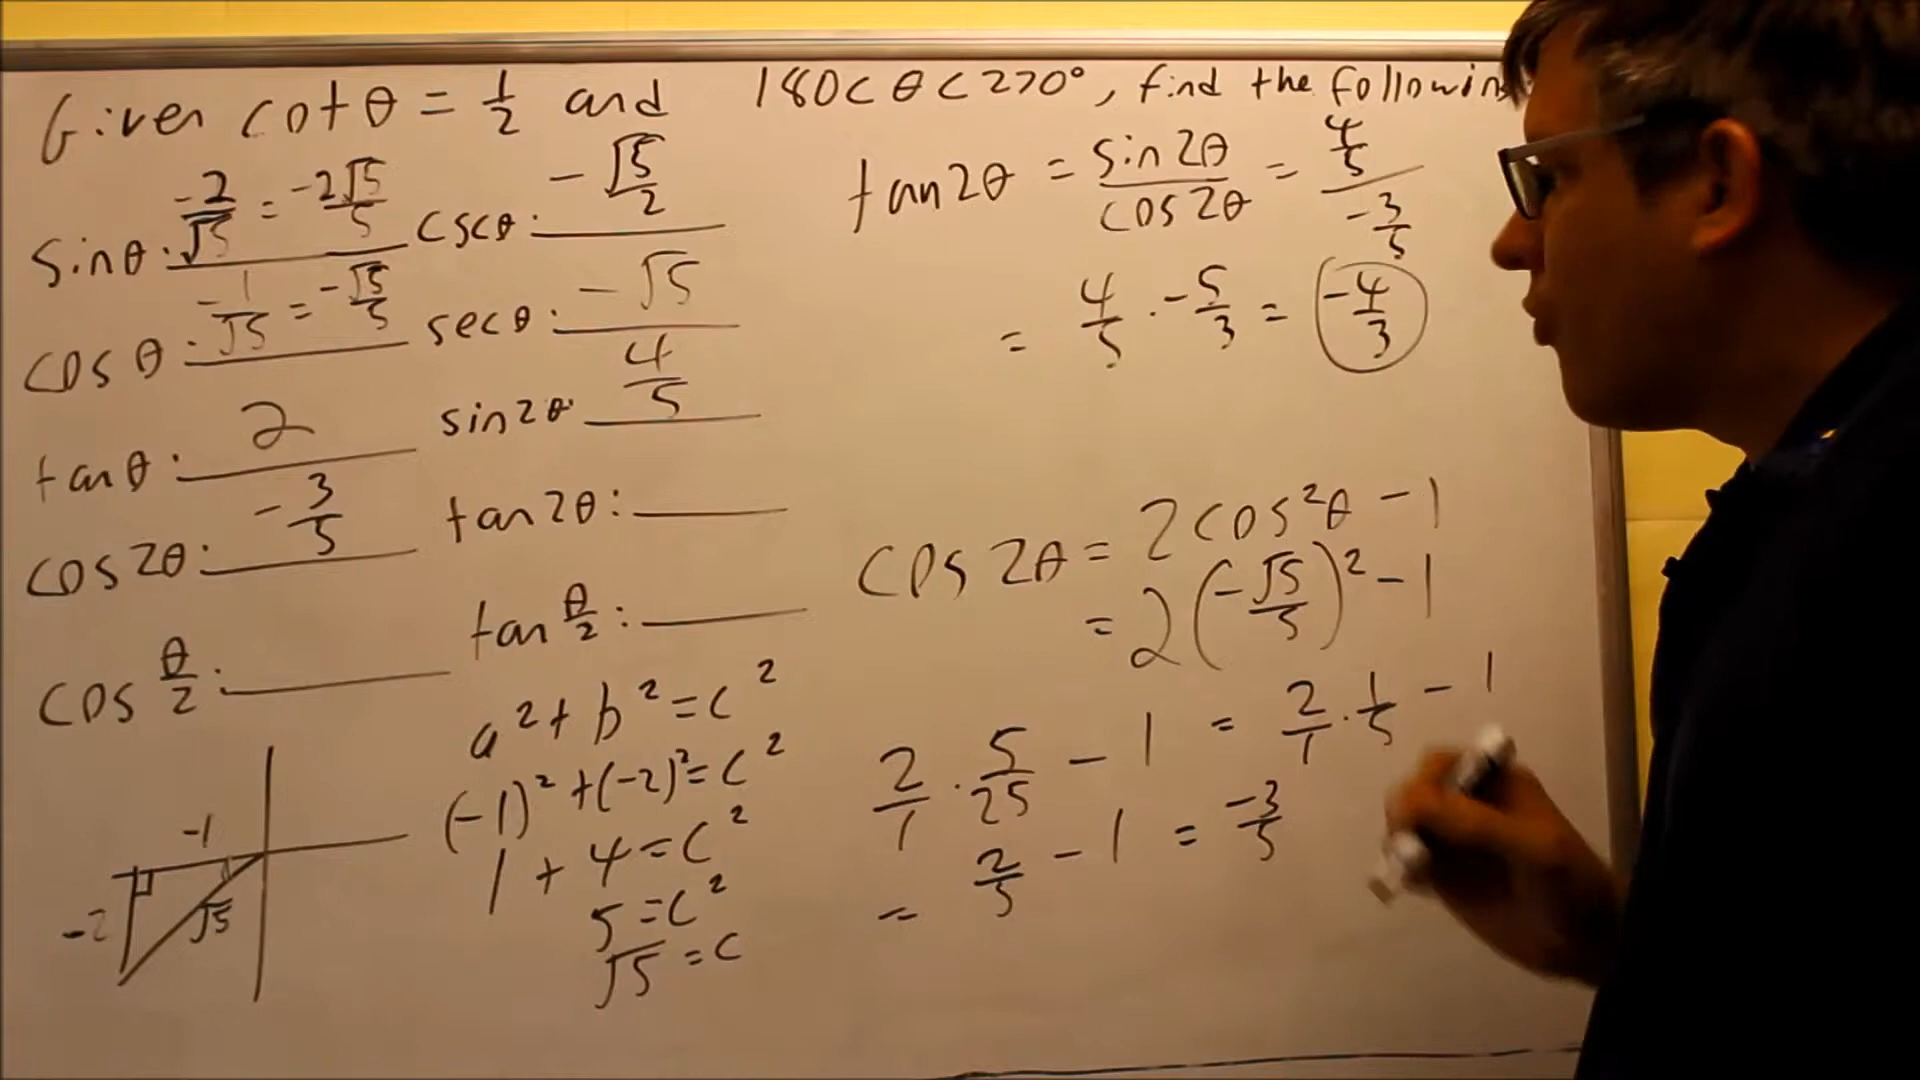 Given cot θ = 1/2 and 180 < θ < 270°, find the following
sin θ: -2/√5 = -2√5/5 csc θ: -√5/2
cos θ: -1/√5 = -√5/5 sec θ: -√5
tan θ: 2 sin 2θ: 4/5
cos 2θ: -3/5 tan 2θ:
cos θ/2: tan θ/2:
a² + b² = c²
(-1)² + (-2)² = c²
1 + 4 = c²
5 = c²
√5 = c
-1
-2 √5
tan 2θ = sin 2θ / cos 2θ = 4/5 / -3/5
= 4/5 · -5/3 = -4/3
cos 2θ = 2cos²θ - 1
= 2(-√5/5)² - 1
2/1 · 5/25 - 1 = 2/1 · 1/5 - 1
= 2/5 - 1 = -3/5